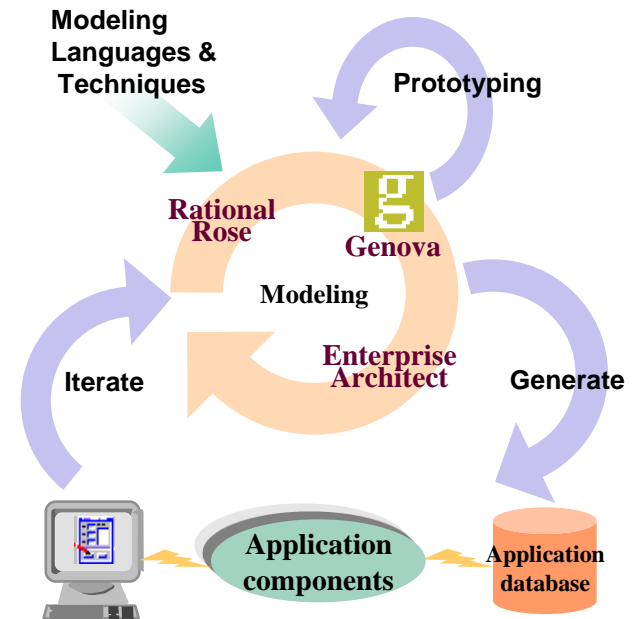 Modeling
Languages &
Techniques
Prototyping
g
Rational
Rose
Genova
Modeling
Enterprise
Architect
Iterate
Generate
Application
components
Application
database